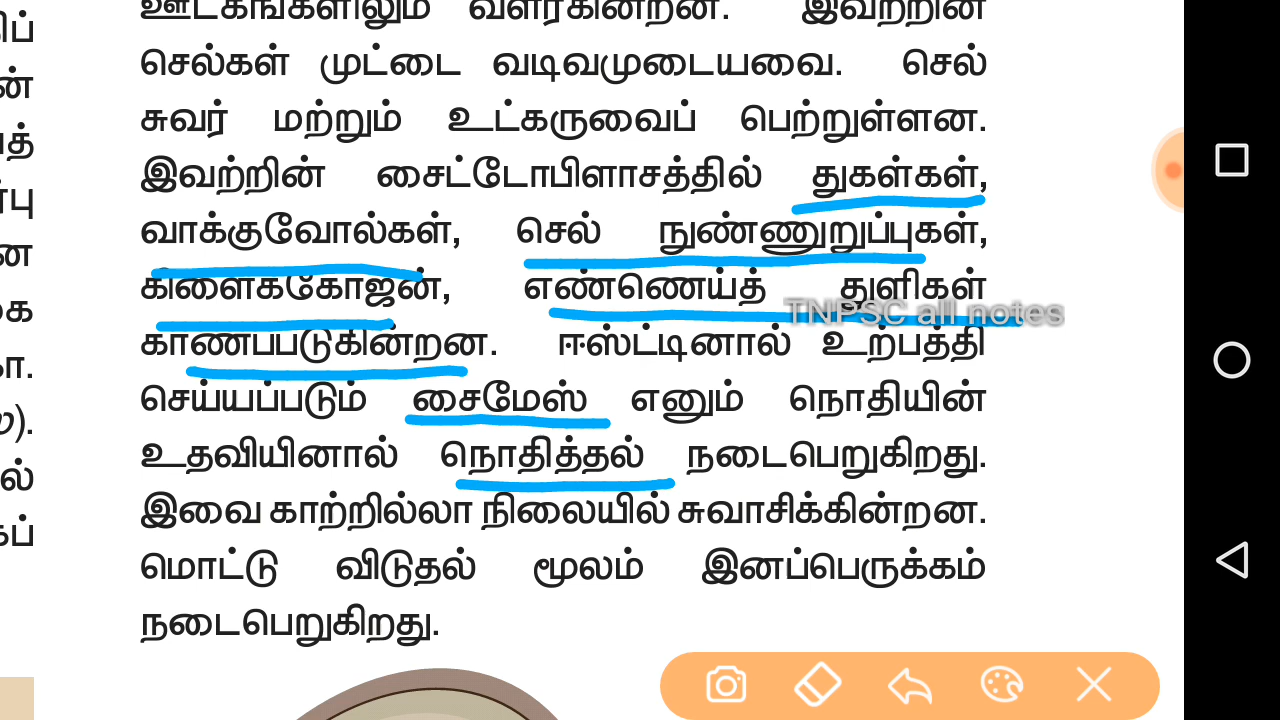 ஊடகங்களிலும் வளர்கின்றன. இவற்றின்
செல்கள் முட்டை வடிவமுடையவை. செல்
சுவர் மற்றும் உட்கருவைப் பெற்றுள்ளன.
இவற்றின் சைட்டோபிளாசத்தில் துகள்கள்,
வாக்குவோல்கள், செல் நுண்ணுறுப்புகள்,
கிளைக்கோஜன், எண்ணெய்த் துளிகள்
TNPSC all notes
காணப்படுகின்றன. ஈஸ்ட்டினால் உற்பத்தி
செய்யப்படும் சைமேஸ் எனும் நொதியின்
உதவியினால் நொதித்தல் நடைபெறுகிறது.
இவை காற்றில்லா நிலையில் சுவாசிக்கின்றன.
மொட்டு விடுதல் மூலம் இனப்பெருக்கம்
நடைபெறுகிறது.